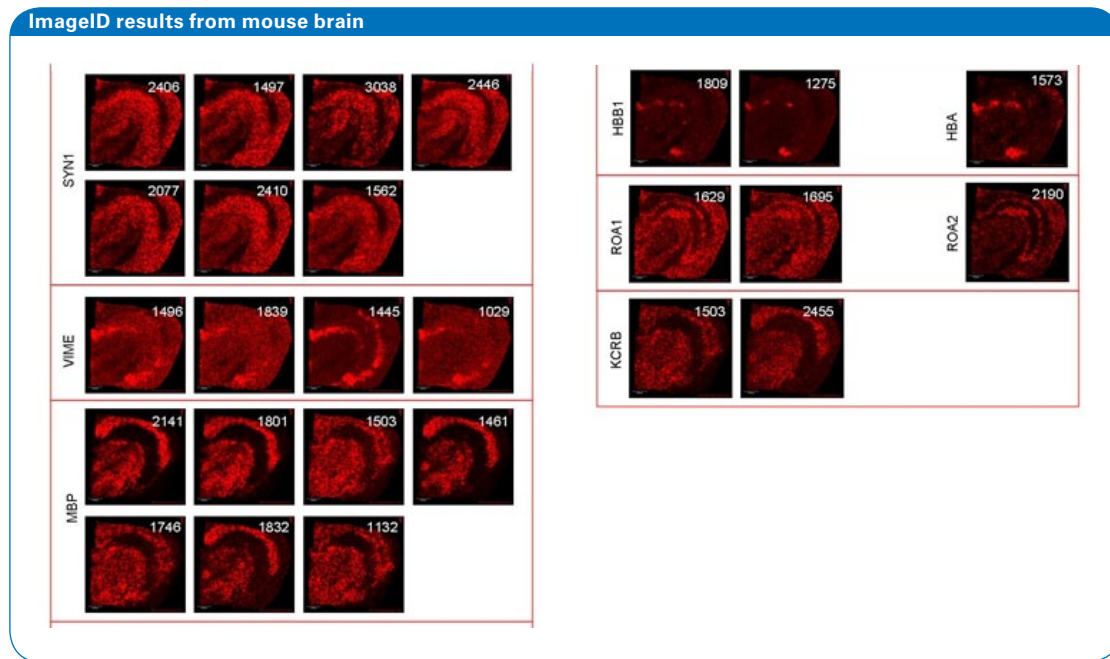 ImageID results from mouse brain
SYN1
2406 1497 3038 2446
2077 2410 1562
VIME
1496 1839 1445 1029
MBP
2141 1801 1503 1461
1746 1832 1132
HBB1
1809 1275
HBA
1573
ROA1
1629 1695
ROA2
2190
KCRB
1503 2455